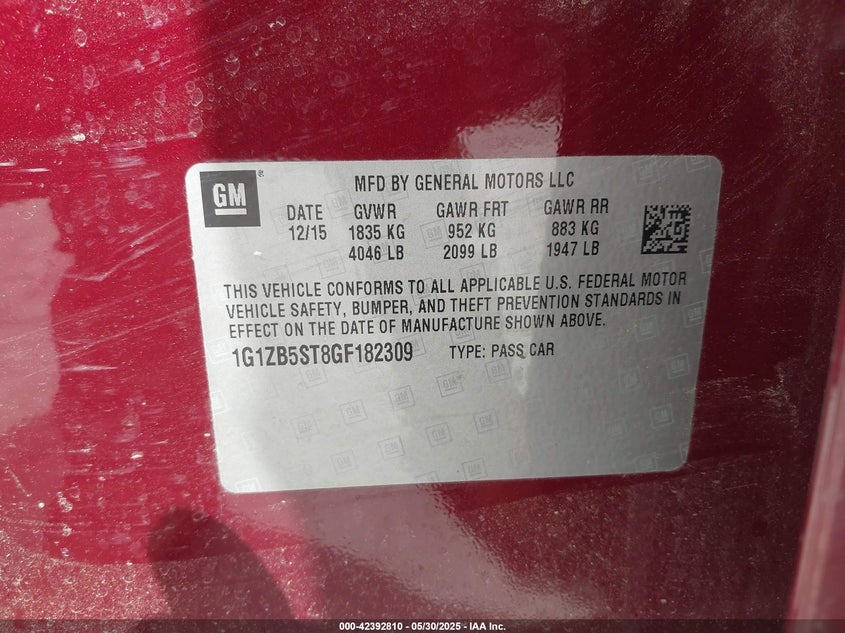 GM
MFD BY GENERAL MOTORS LLC
DATE GVWR GAWR FRT GAWR RR
12/15 1835 KG 952 KG 883 KG
4046 LB 2099 LB 1947 LB
THIS VEHICLE CONFORMS TO ALL APPLICABLE U.S. FEDERAL MOTOR
VEHICLE SAFETY, BUMPER, AND THEFT PREVENTION STANDARDS IN
EFFECT ON THE DATE OF MANUFACTURE SHOWN ABOVE.
1G1ZB5ST8GF182309 TYPE: PASS CAR
000-42392810 - 05/30/2025 - IAA Inc.